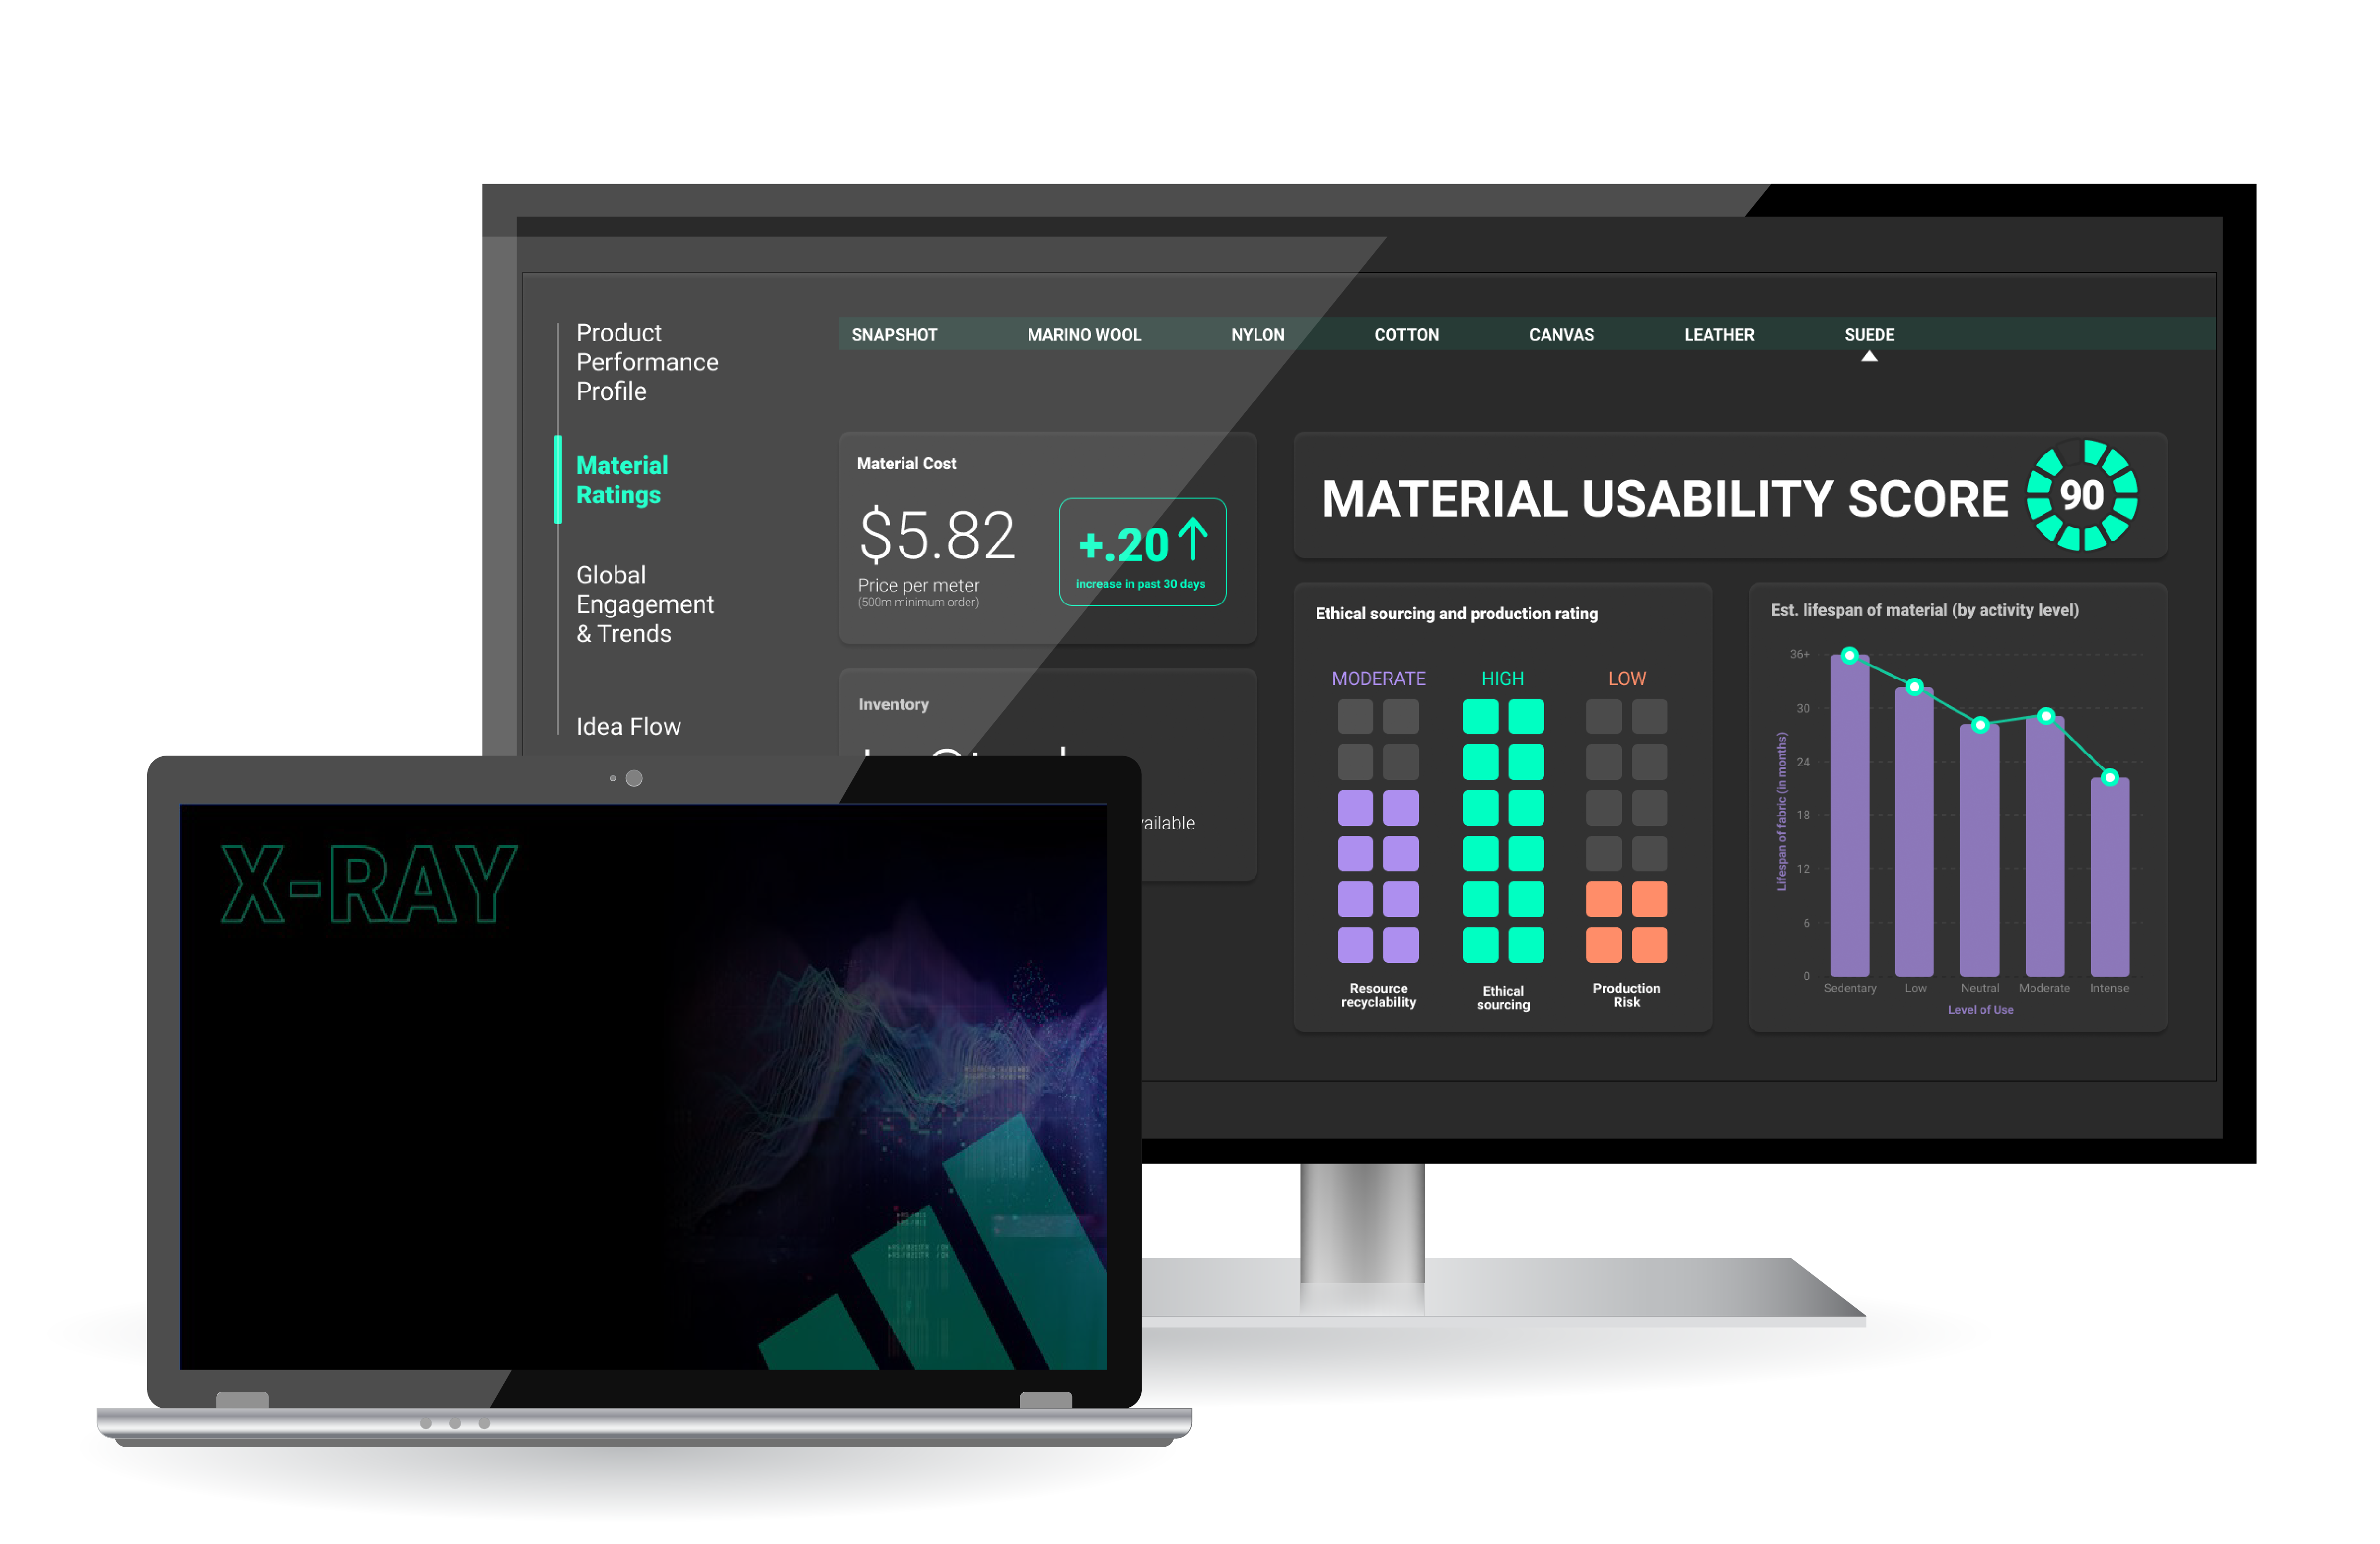 Product
Performance
Profile
Material
Ratings
Global
Engagement
& Trends
Idea Flow
SNAPSHOT MARINO WOOL NYLON COTTON CANVAS LEATHER SUEDE
Material Cost
$5.82
Price per meter
(500m minimum order)
+.20
increase in past 30 days
MATERIAL USABILITY SCORE 90
Inventory
Ethical sourcing and production rating
MODERATE HIGH LOW
Resource
recyclability
Ethical
sourcing
Production
Risk
Est. lifespan of material (by activity level)
Lifespan of fabric (in months)
36+
30
24
18
12
6
0
Sedentary Low Neutral Moderate Intense
Level of Use
X-RAY